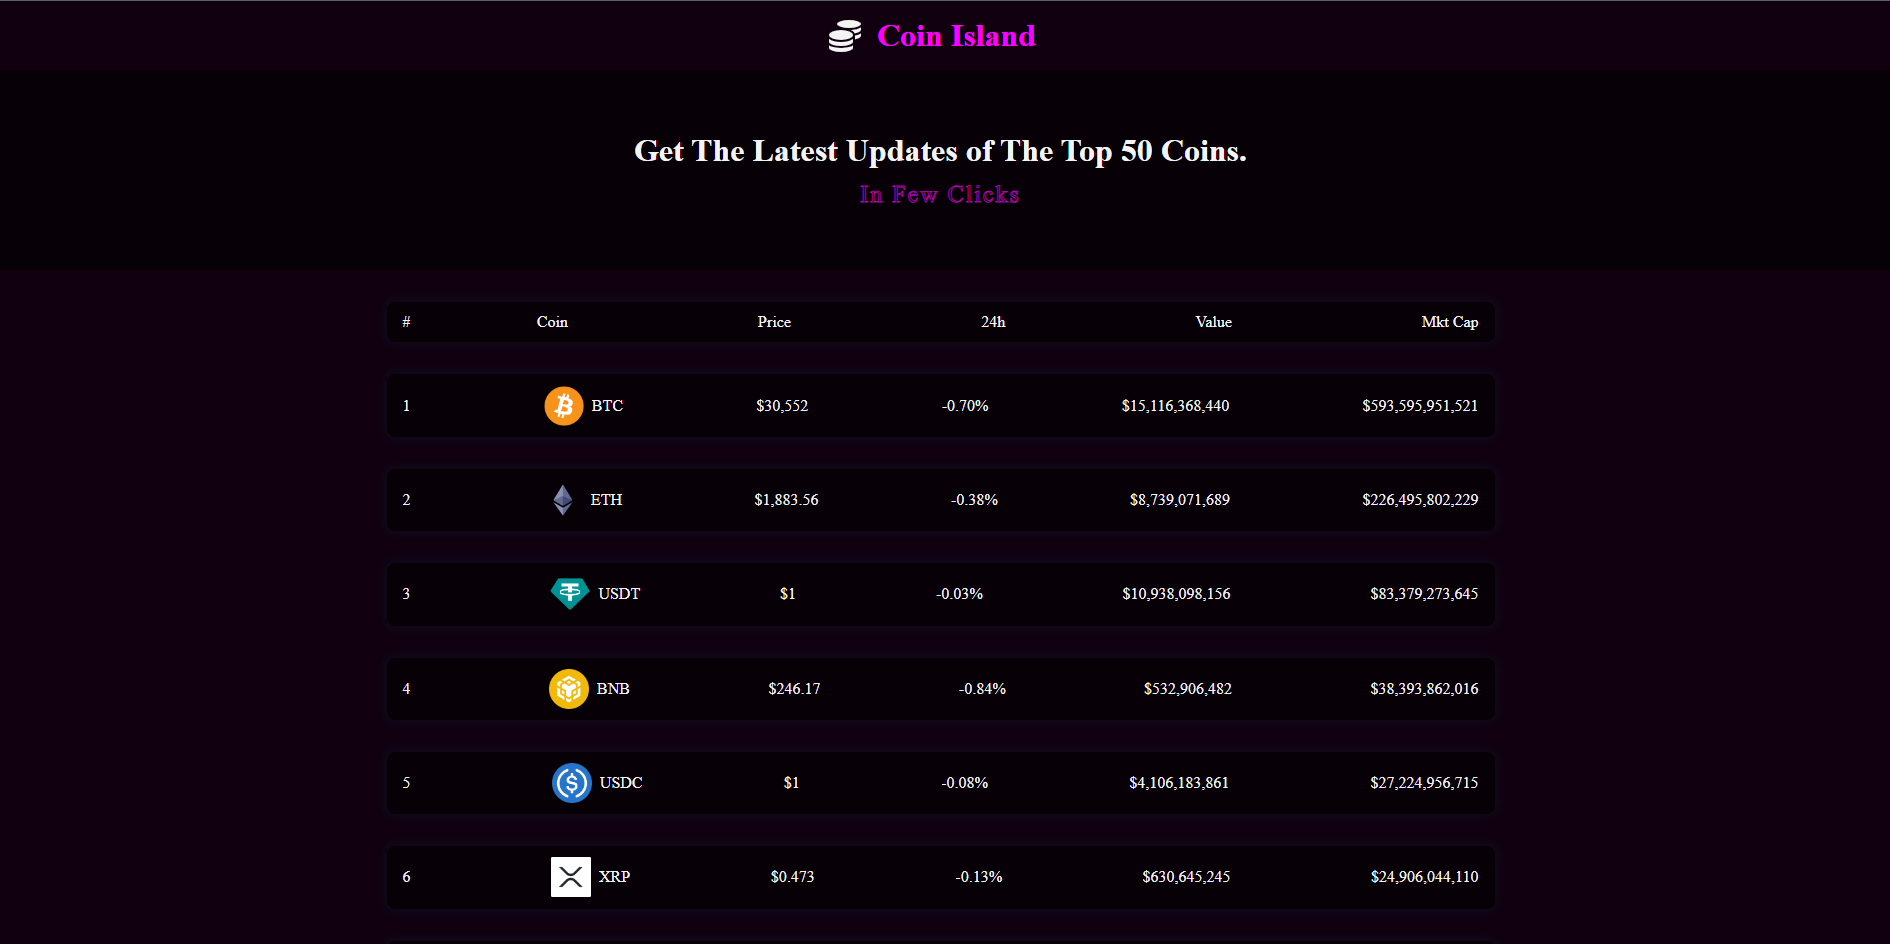 Coin Island
Get The Latest Updates of The Top 50 Coins.
In Few Clicks
# Coin Price 24h Value Mkt Cap
1 BTC $30,552 -0.70% $15,116,368,440 $593,595,951,521
2 ETH $1,883.56 -0.38% $8,739,071,689 $226,495,802,229
3 USDT $1 -0.03% $10,938,098,156 $83,379,273,645
4 BNB $246.17 -0.84% $532,906,482 $38,393,862,016
5 USDC $1 -0.08% $4,106,183,861 $27,224,956,715
6 XRP $0.473 -0.13% $630,645,245 $24,906,044,110